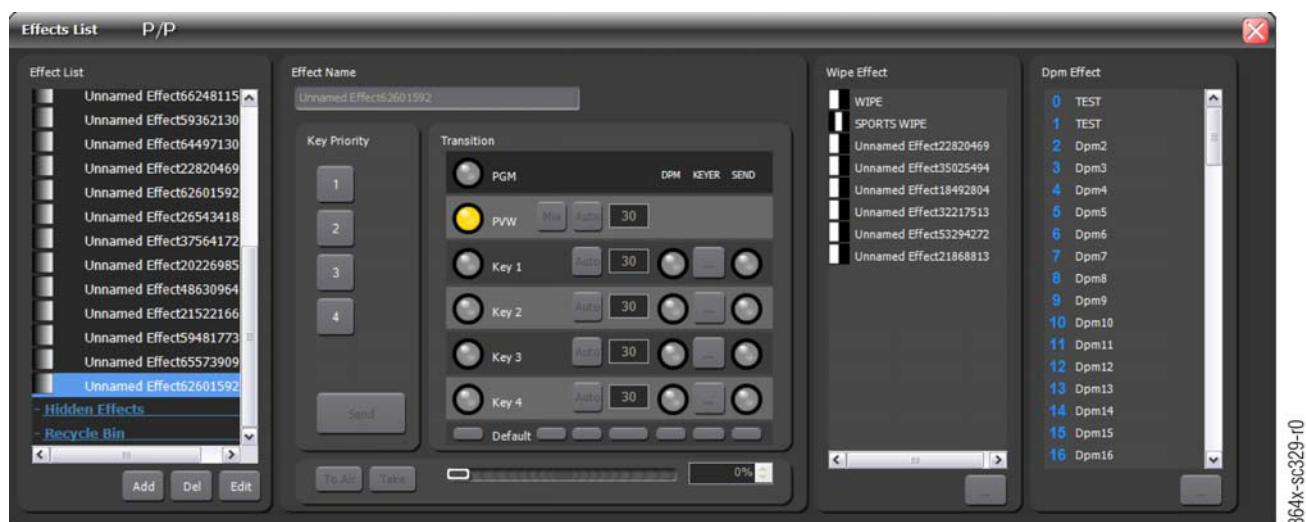 Effects List P/P
Effect List
Unnamed Effect66248115
Unnamed Effect59362130
Unnamed Effect64497130
Unnamed Effect22820469
Unnamed Effect62601592
Unnamed Effect26543418
Unnamed Effect37564172
Unnamed Effect20226985
Unnamed Effect48630964
Unnamed Effect21522166
Unnamed Effect59481773
Unnamed Effect65573909
Unnamed Effect62601592
- Hidden Effects
- Recycle Bin
Add Del Edit
Effect Name
Unnamed Effect62601592
Key Priority
1
2
3
4
Send
Transition
PGM DPM KEYER SEND
PVW Mix Auto 30
Key 1 Auto 30 ...
Key 2 Auto 30 ...
Key 3 Auto 30 ...
Key 4 Auto 30 ...
Default
To Air Take 0%
Wipe Effect
WIPE
SPORTS WIPE
Unnamed Effect22820469
Unnamed Effect35025494
Unnamed Effect18492804
Unnamed Effect32217513
Unnamed Effect53294272
Unnamed Effect21868813
...
Dpm Effect
0 TEST
1 TEST
2 Dpm2
3 Dpm3
4 Dpm4
5 Dpm5
6 Dpm6
7 Dpm7
8 Dpm8
9 Dpm9
10 Dpm10
11 Dpm11
12 Dpm12
13 Dpm13
14 Dpm14
15 Dpm15
16 Dpm16
...
364x-sc329-r0